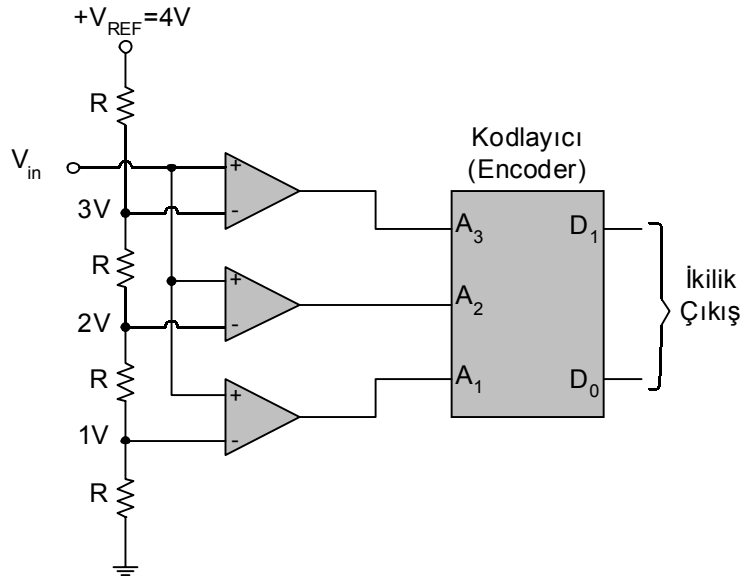 +V_REF=4V
R
V_in
3V
R
2V
R
1V
R
+
-
+
-
+
-
Kodlayıcı
(Encoder)
A_3
D_1
A_2
A_1
D_0
İkilik
Çıkış